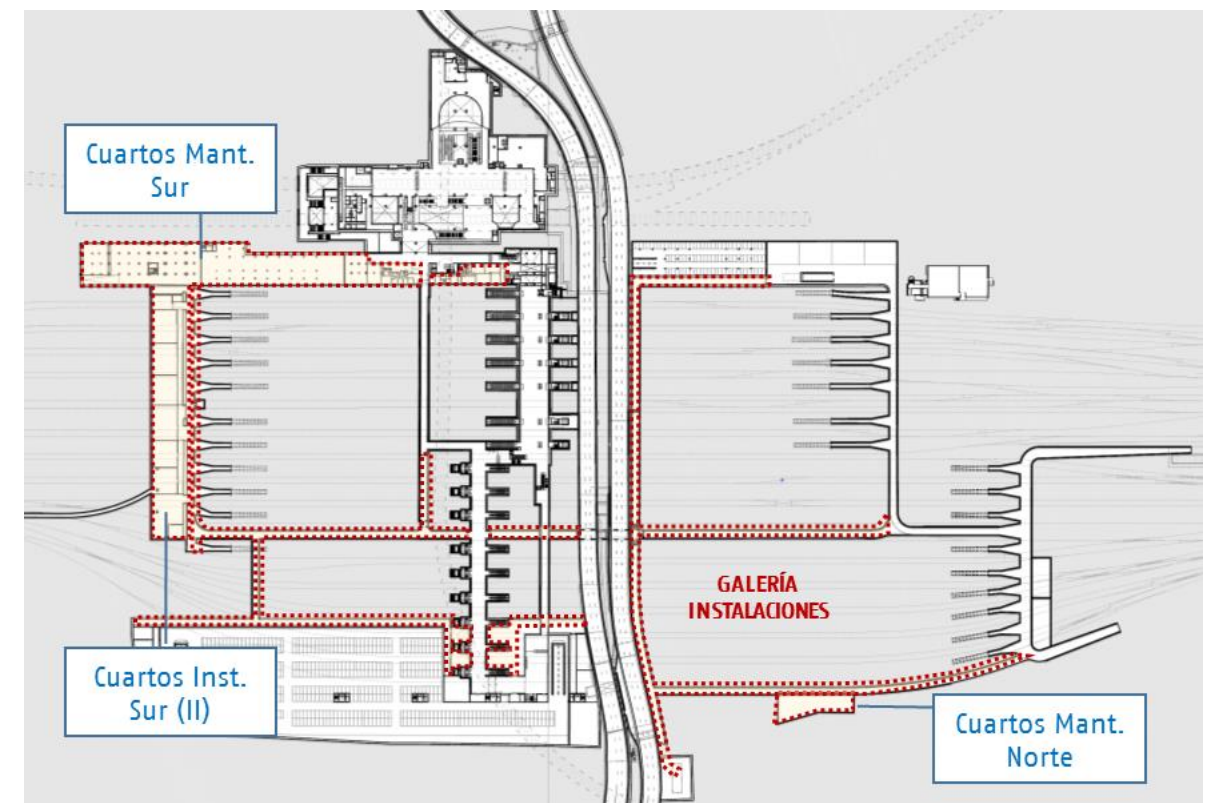 Cuartos Mant.
Sur
GALERÍA
INSTALACIONES
Cuartos Inst.
Sur (II)
Cuartos Mant.
Norte